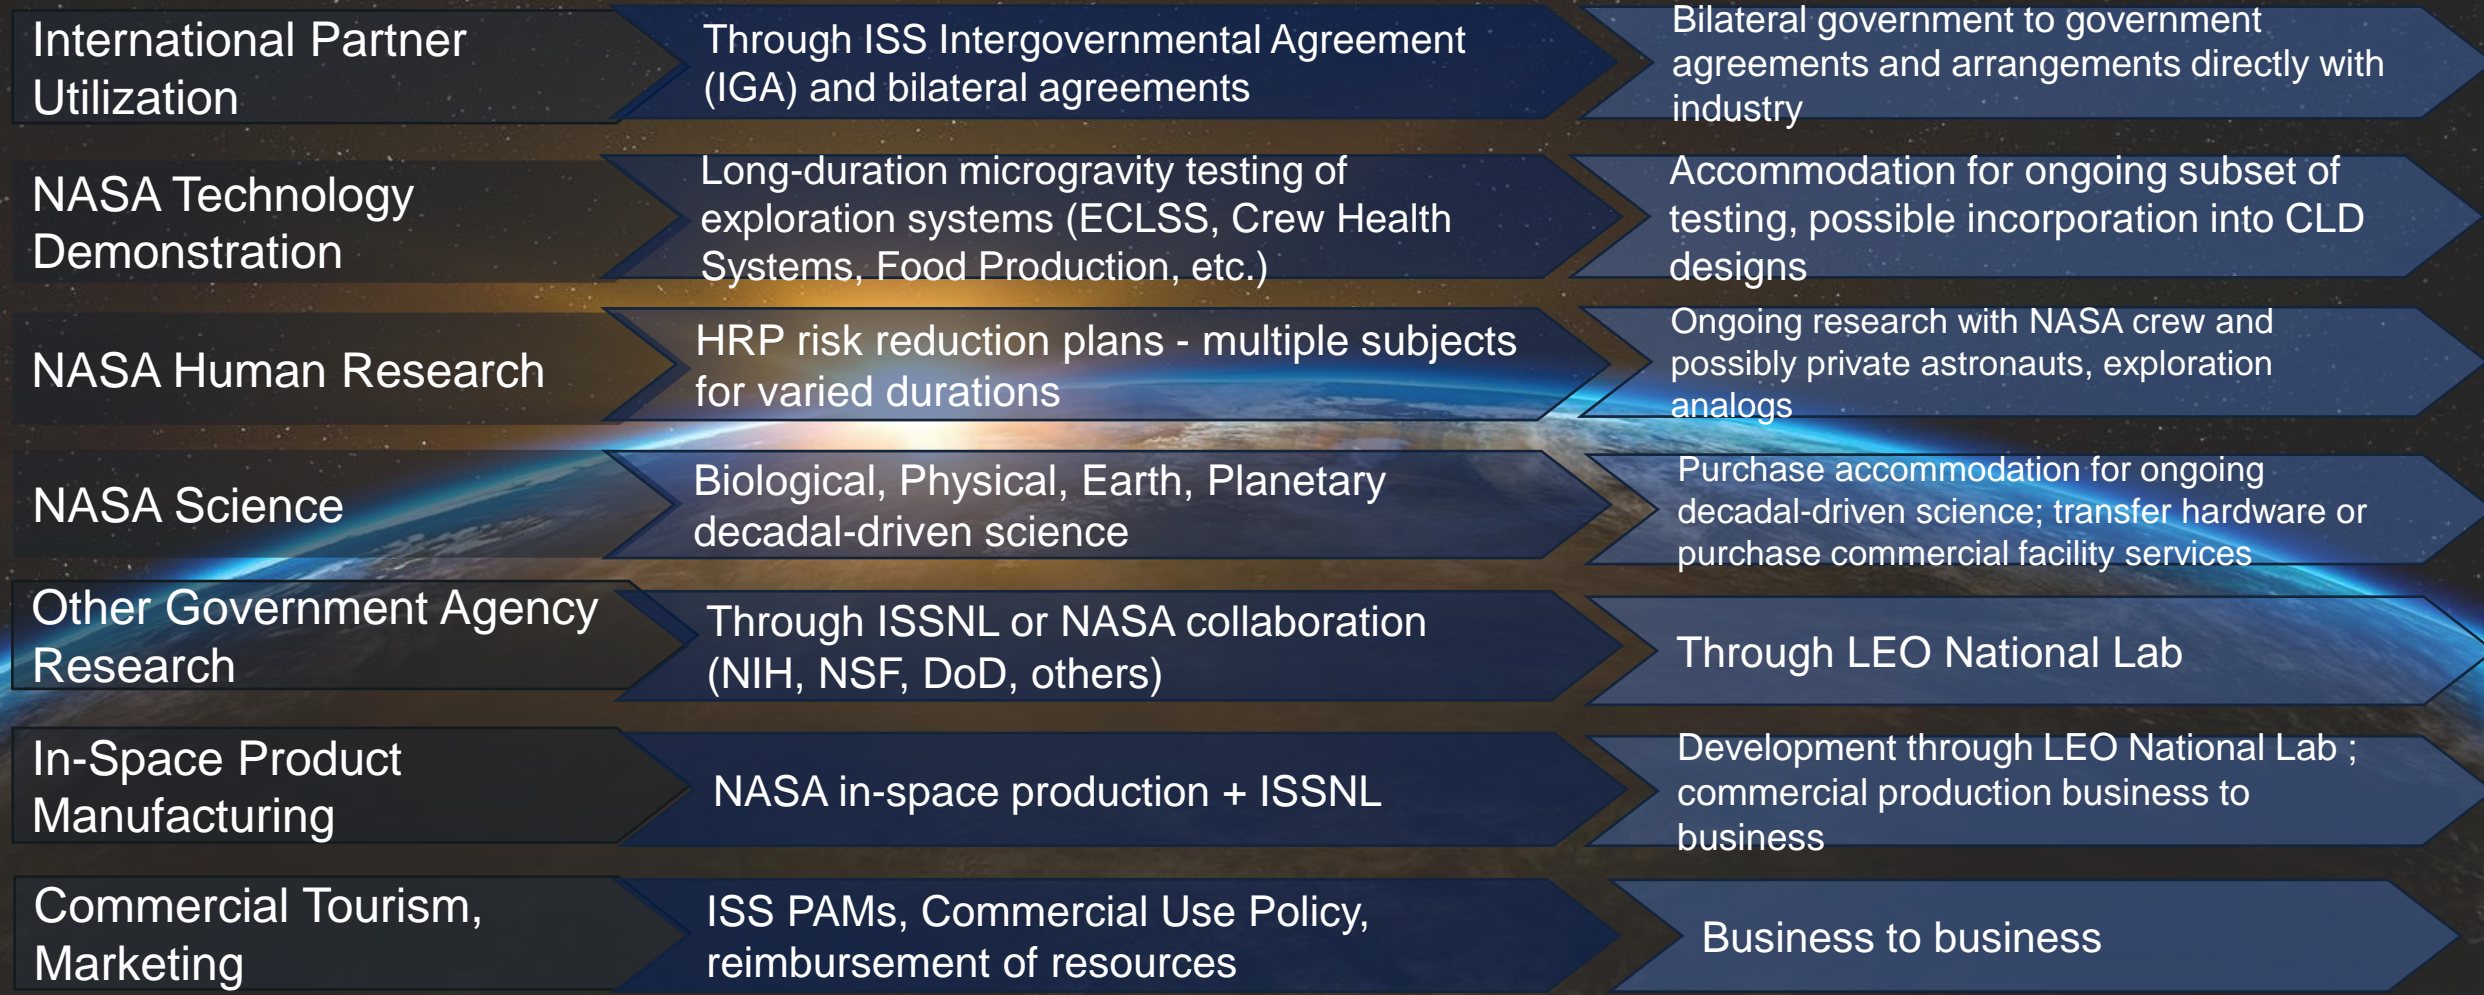 International Partner
Utilization
Through ISS Intergovernmental Agreement
(IGA) and bilateral agreements
Bilateral government to government
agreements and arrangements directly with
industry
NASA Technology
Demonstration
Long-duration microgravity testing of
exploration systems (ECLSS, Crew Health
Systems, Food Production, etc.)
Accommodation for ongoing subset of
testing, possible incorporation into CLD
designs
NASA Human Research
HRP risk reduction plans - multiple subjects
for varied durations
Ongoing research with NASA crew and
possibly private astronauts, exploration
analogs
NASA Science
Biological, Physical, Earth, Planetary
decadal-driven science
Purchase accommodation for ongoing
decadal-driven science; transfer hardware or
purchase commercial facility services
Other Government Agency
Research
Through ISSNL or NASA collaboration
(NIH, NSF, DoD, others)
Through LEO National Lab
In-Space Product
Manufacturing
NASA in-space production + ISSNL
Development through LEO National Lab ;
commercial production business to
business
Commercial Tourism,
Marketing
ISS PAMs, Commercial Use Policy,
reimbursement of resources
Business to business